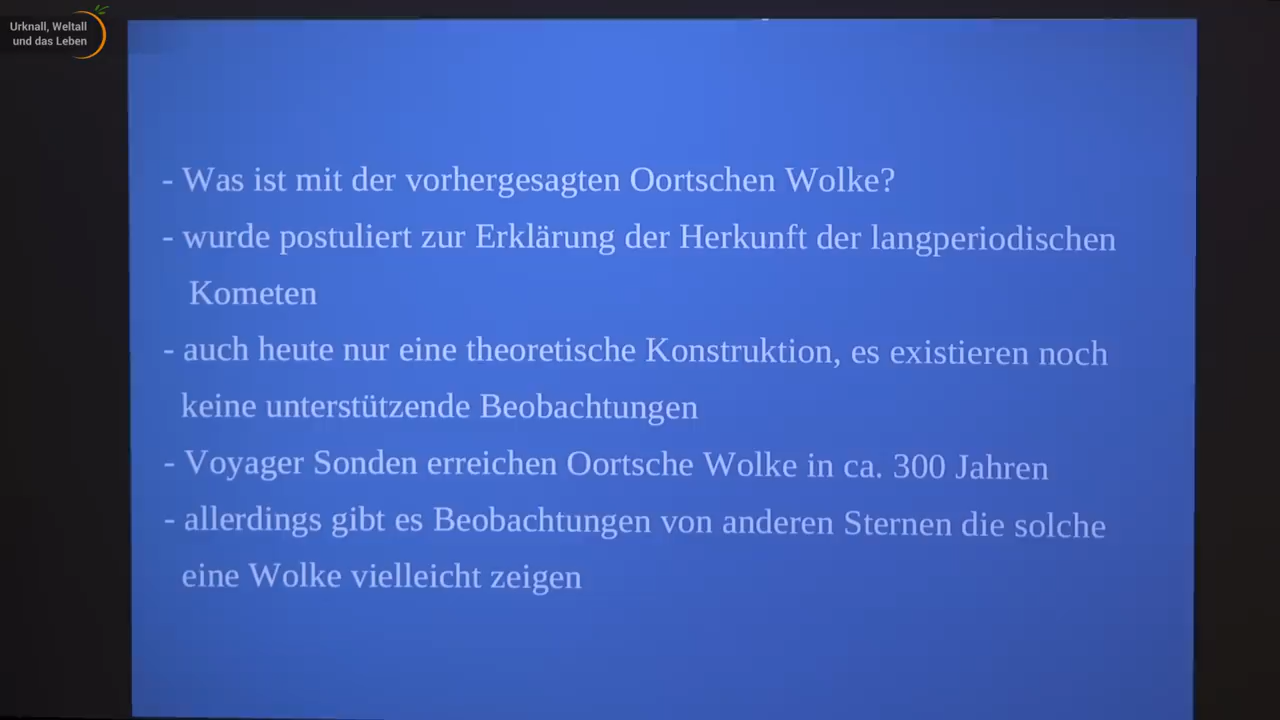 Urknall, Weltall
und das Leben
- Was ist mit der vorhergesagten Oortschen Wolke?
- wurde postuliert zur Erklärung der Herkunft der langperiodischen
Kometen
- auch heute nur eine theoretische Konstruktion, es existieren noch
keine unterstützende Beobachtungen
- Voyager Sonden erreichen Oortsche Wolke in ca. 300 Jahren
- allerdings gibt es Beobachtungen von anderen Sternen die solche
eine Wolke vielleicht zeigen